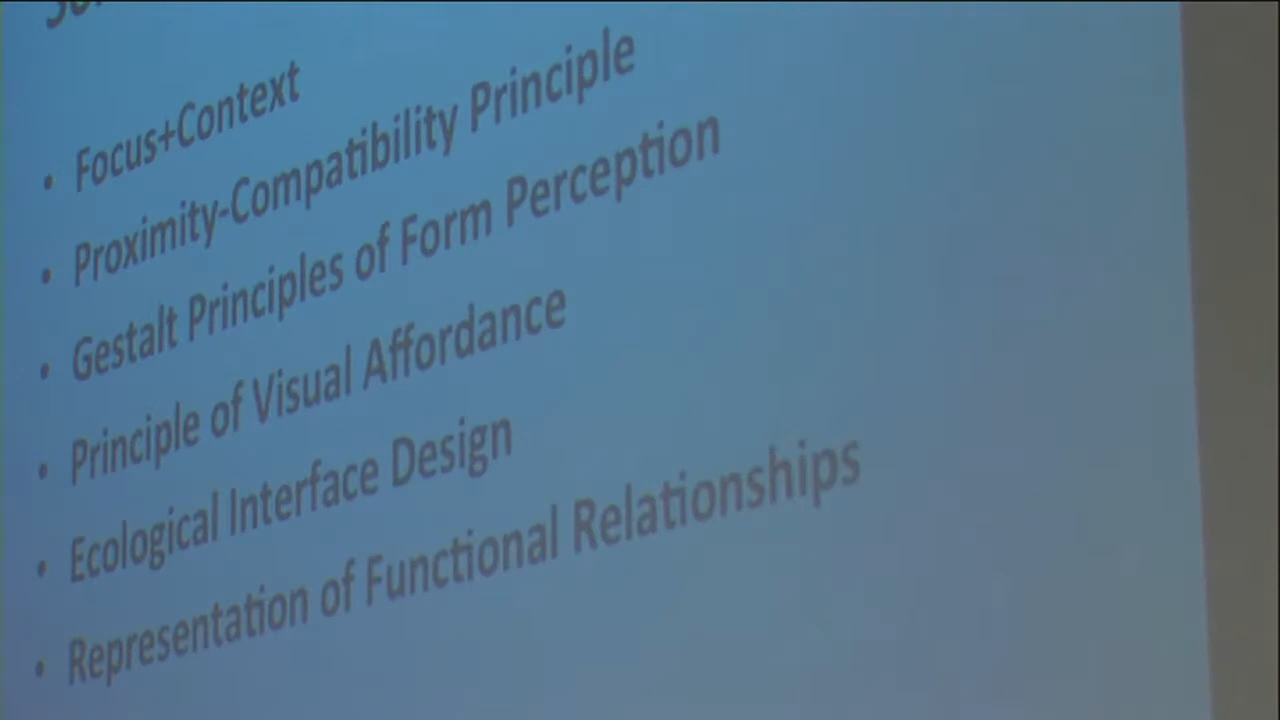 • Focus+Context
• Proximity-Compatibility Principle
• Gestalt Principles of Form Perception
• Principle of Visual Affordance
• Ecological Interface Design
• Representation of Functional Relationships